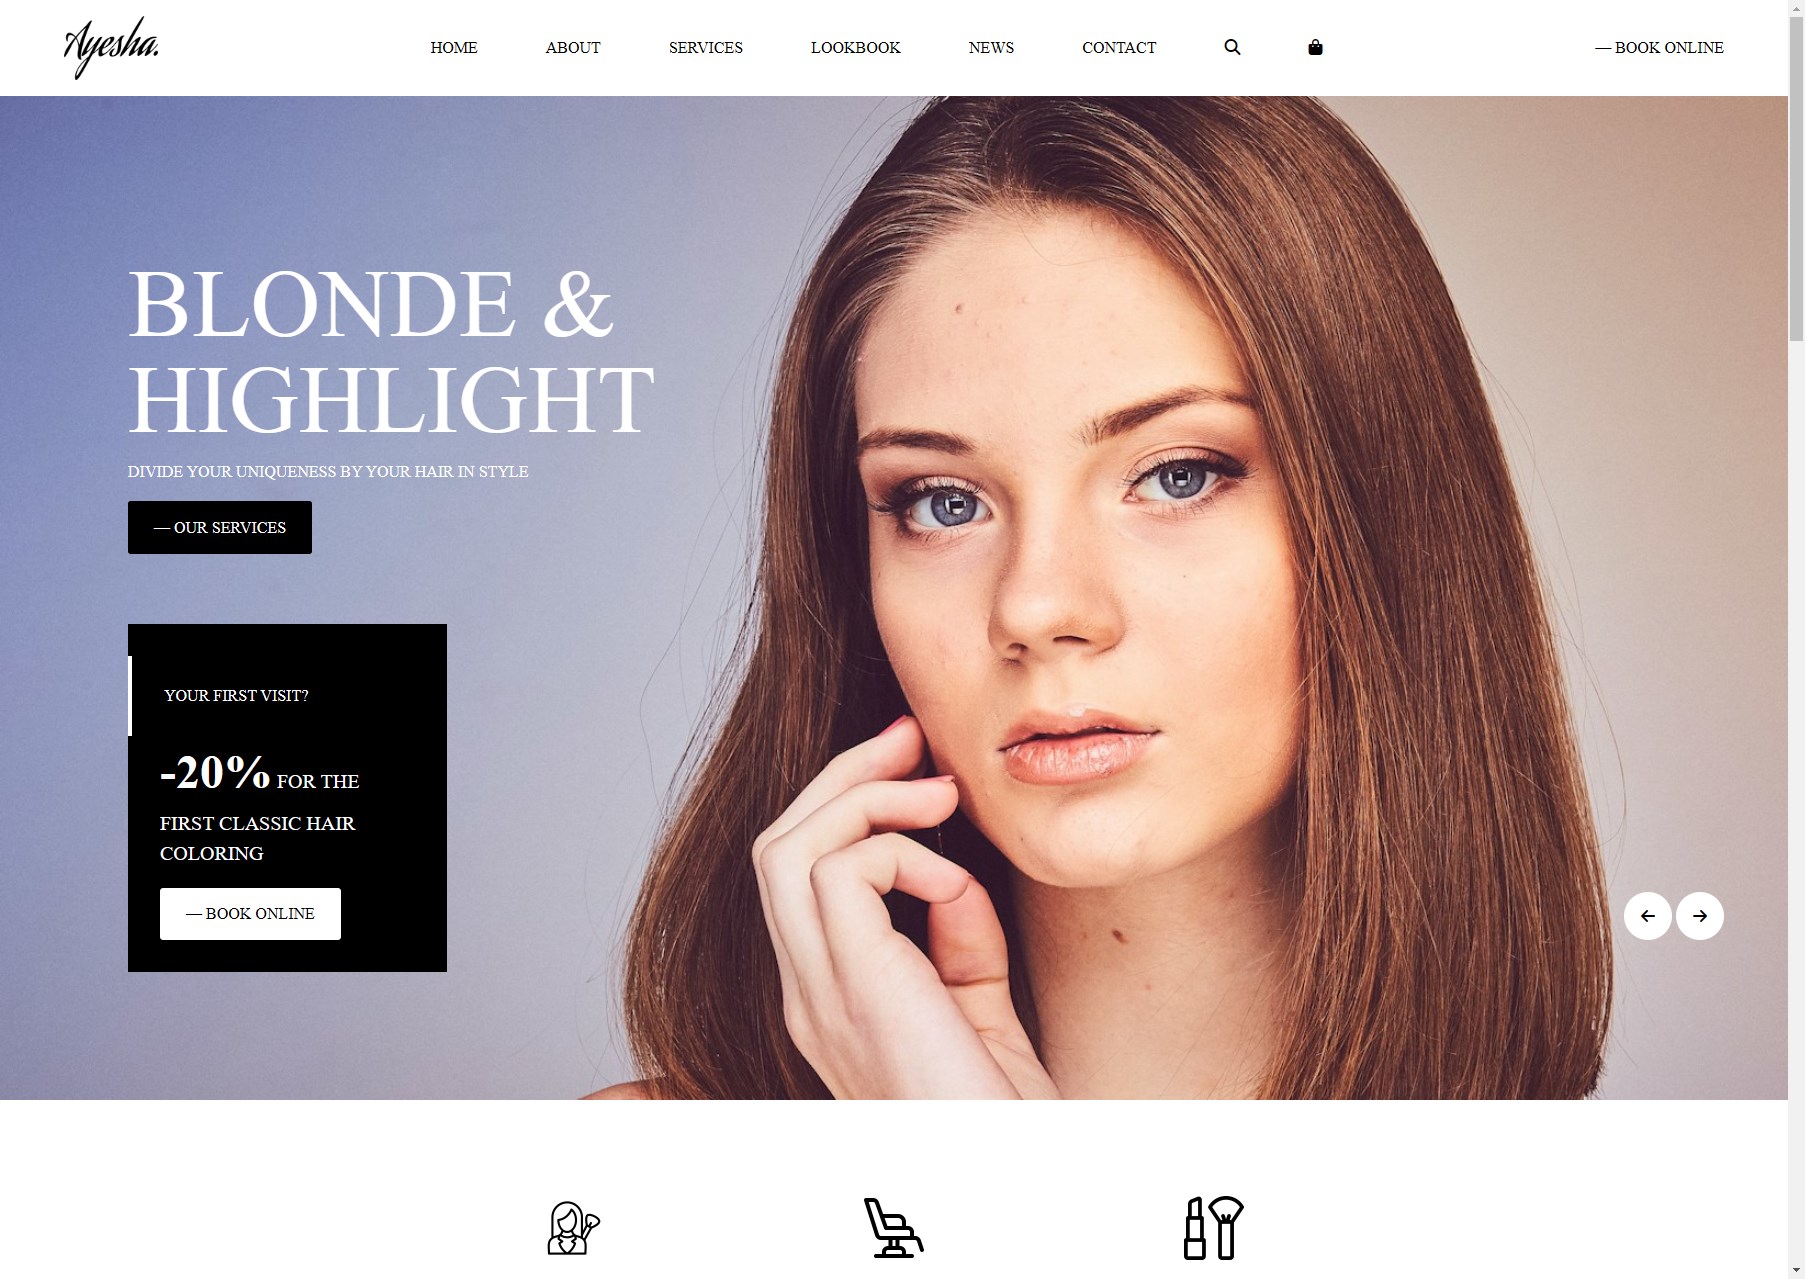 Ayesha.
HOME ABOUT SERVICES LOOKBOOK NEWS CONTACT — BOOK ONLINE
BLONDE &
HIGHLIGHT
DIVIDE YOUR UNIQUENESS BY YOUR HAIR IN STYLE
— OUR SERVICES
YOUR FIRST VISIT?
-20% FOR THE
FIRST CLASSIC HAIR
COLORING
— BOOK ONLINE